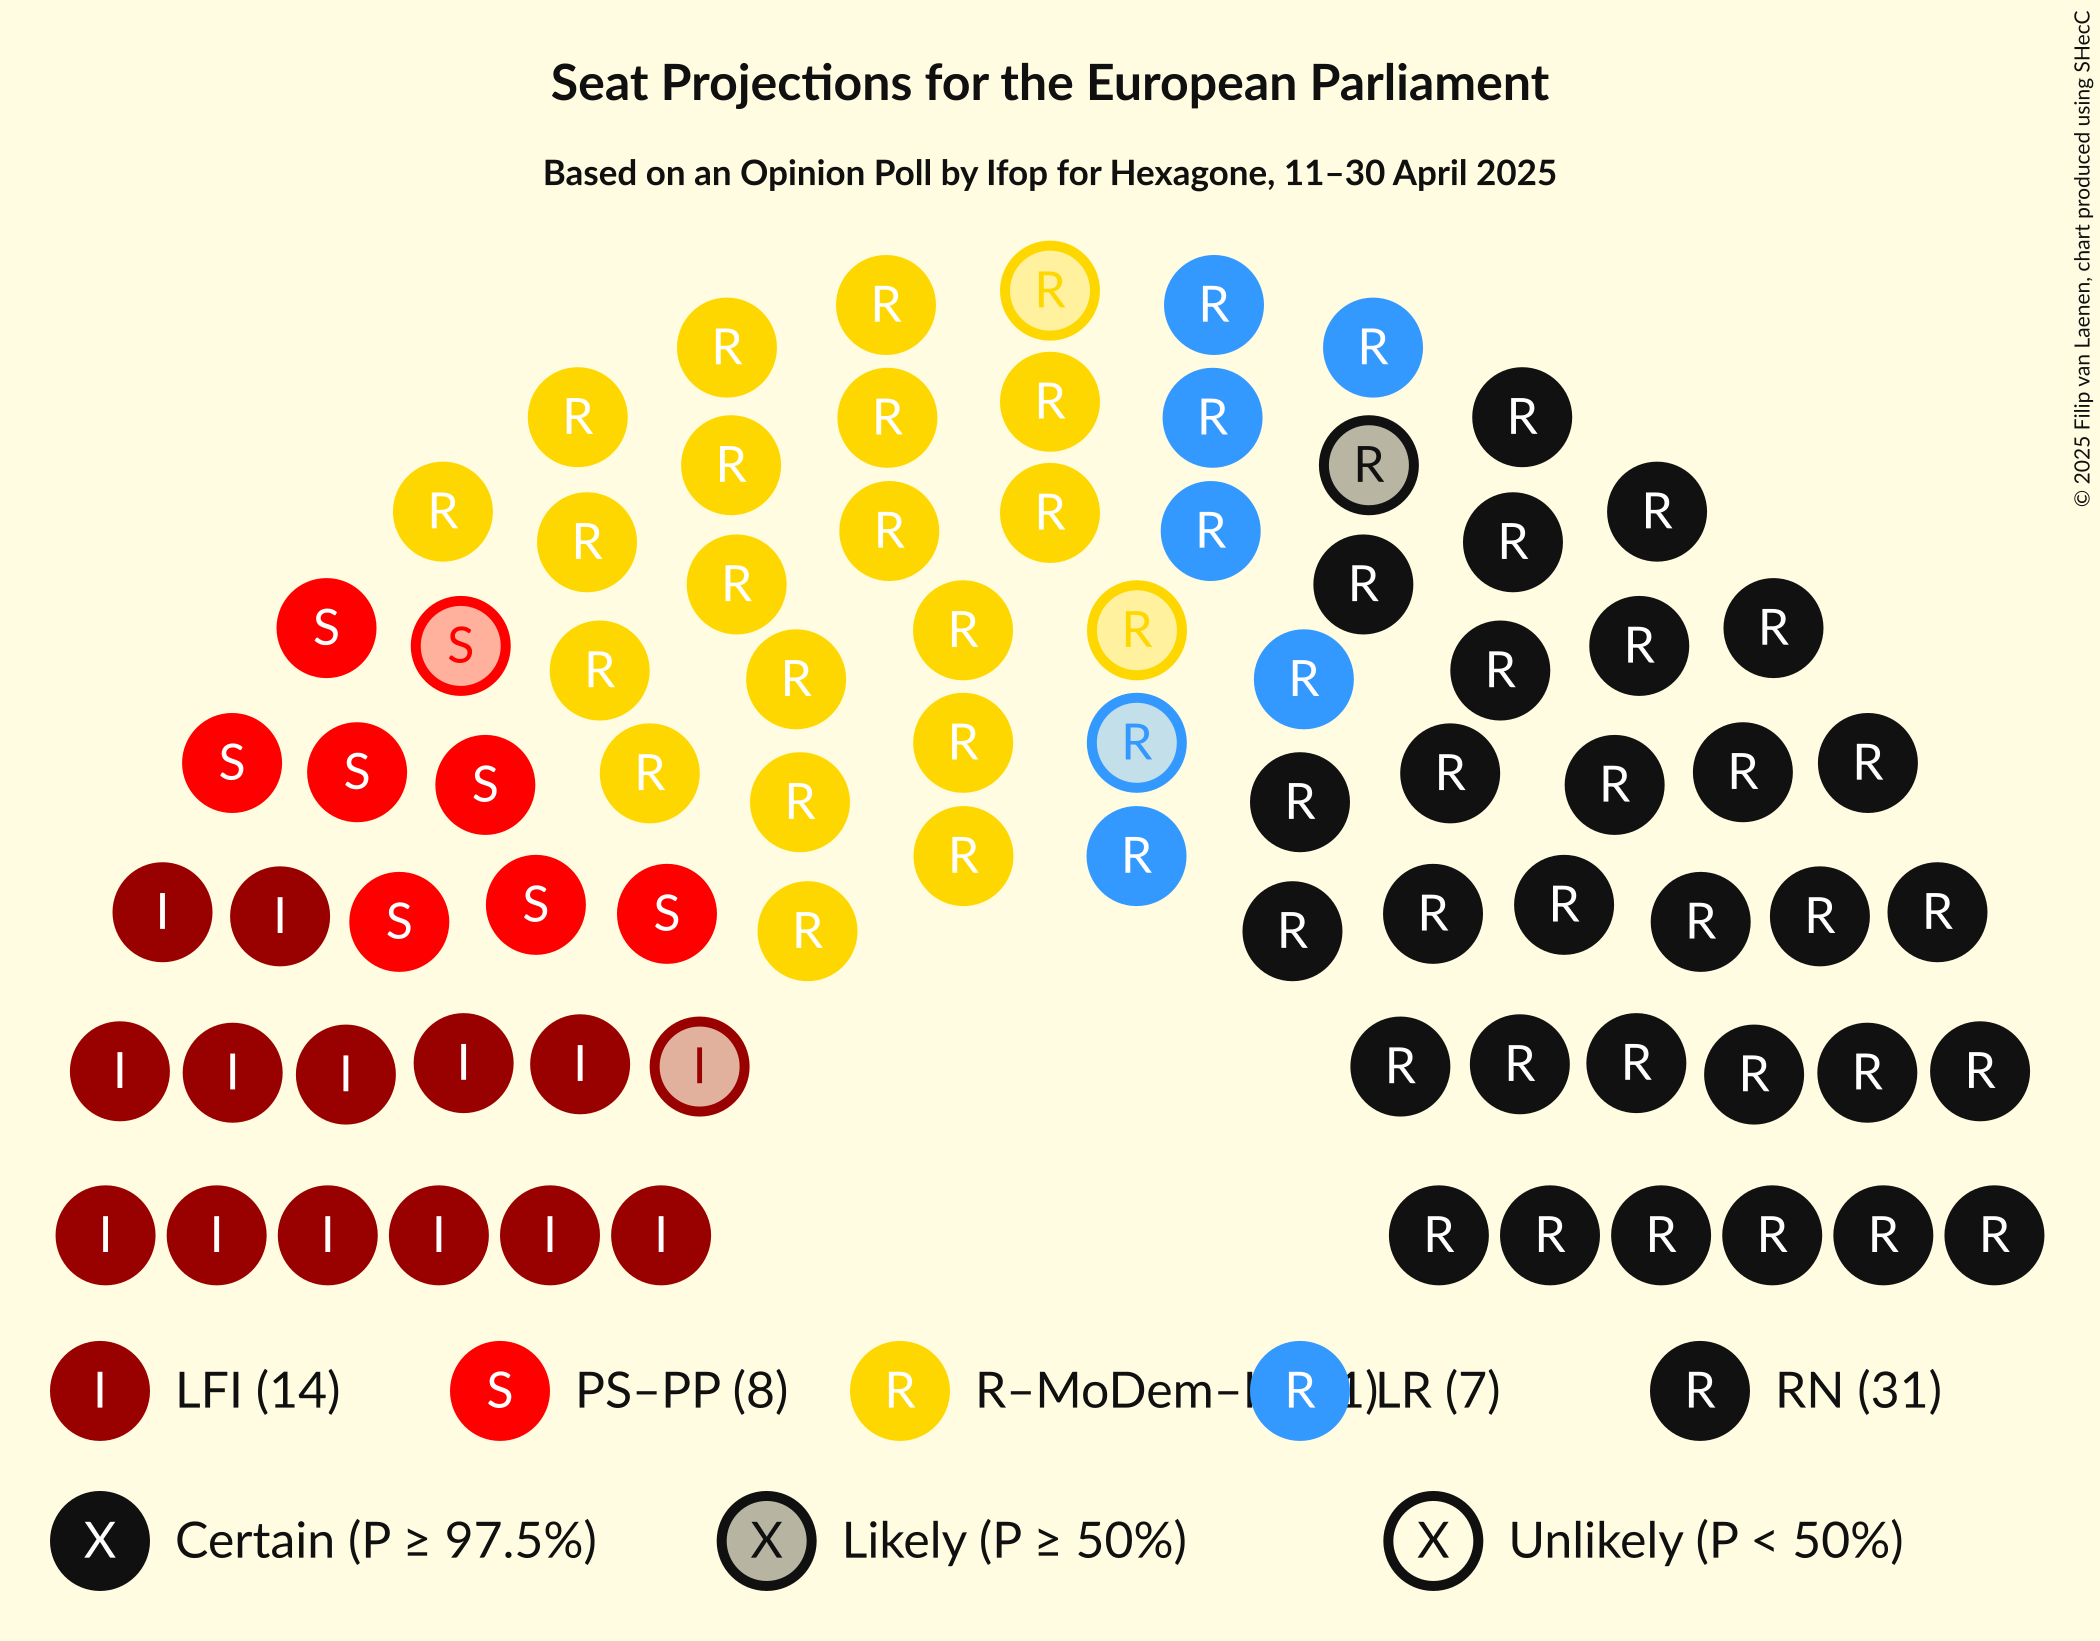 Seat Projections for the European Parliament
Based on an Opinion Poll by Ifop for Hexagone, 11–30 April 2025
© 2025 Filip van Laenen, chart produced using SHecC
R
R R
R R
R
R R R R
R R
R R R
R R R R
R R
S R R R
S R
R R R R
R R
S S S R R R R R
R R
R R
I I S S S R R R R R R R
I I I I I I R R R R R R
I I I I I I R R R R R R
I LFI (14) S PS–PP (8) R R–MoDem– R 1) LR (7) R RN (31)
X Certain (P ≥ 97.5%) X Likely (P ≥ 50%) X Unlikely (P < 50%)